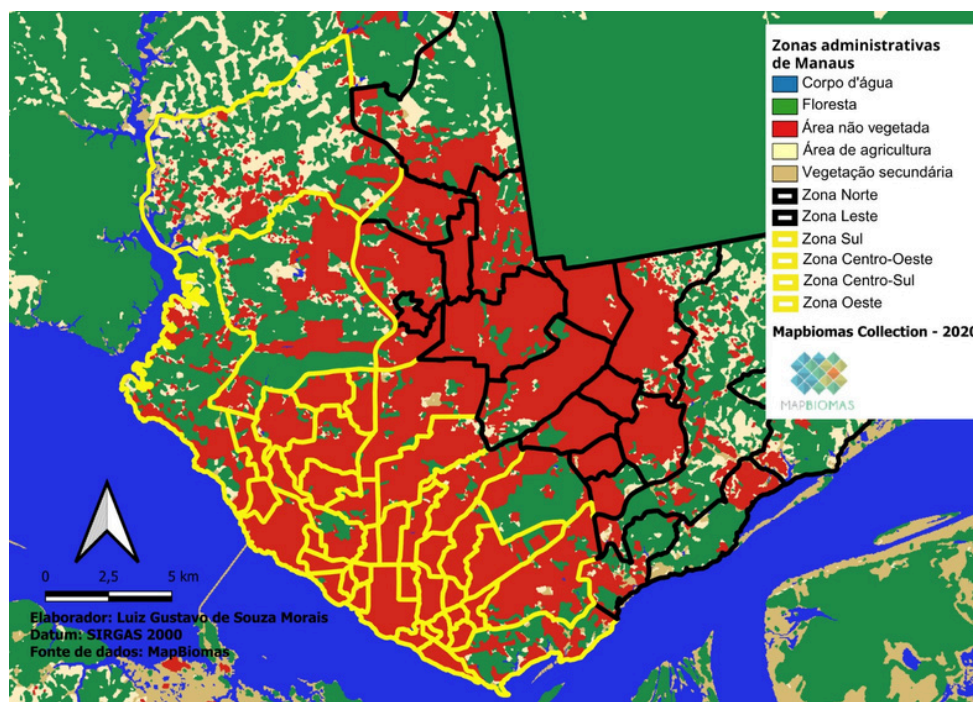 Zonas administrativas
de Manaus
Corpo d'água
Floresta
Área não vegetada
Área de agricultura
Vegetação secundária
Zona Norte
Zona Leste
Zona Sul
Zona Centro-Oeste
Zona Centro-Sul
Zona Oeste
Mapbiomas Collection - 2020
MAPBIOMAS
0 2,5 5 km
Elaborador: Luiz Gustavo de Souza Morais
Datum: SIRGAS 2000
Fonte de dados: MapBiomas